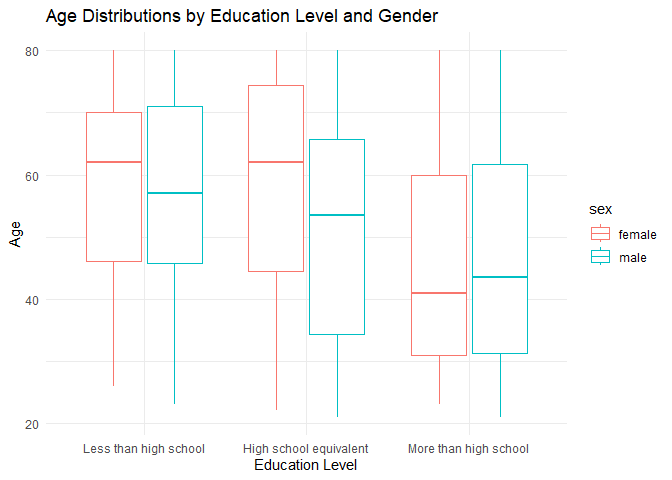 Age Distributions by Education Level and Gender
80
60
40
20
Age
Less than high school
High school equivalent
More than high school
Education Level
sex
female
male